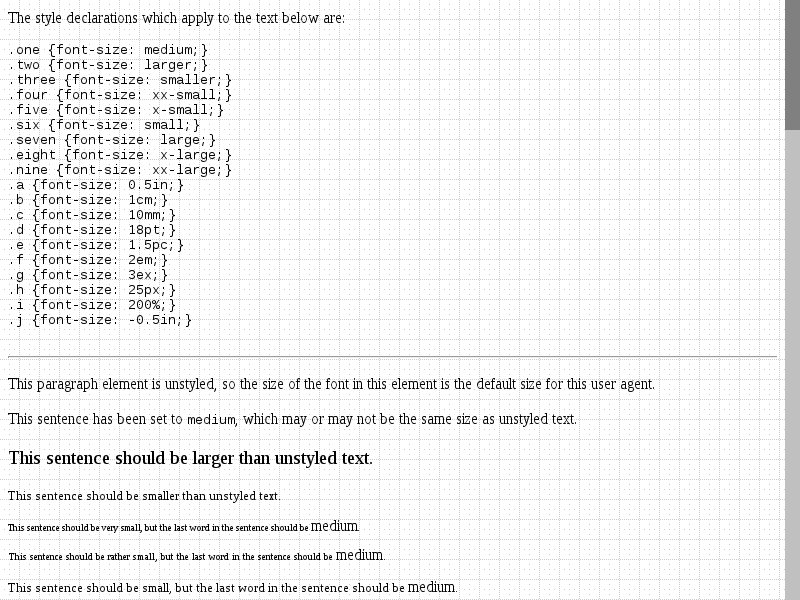 The style declarations which apply to the text below are:
.one {font-size: medium;}
.two {font-size: larger;}
.three {font-size: smaller;}
.four {font-size: xx-small;}
.five {font-size: x-small;}
.six {font-size: small;}
.seven {font-size: large;}
.eight {font-size: x-large;}
.nine {font-size: xx-large;}
.a {font-size: 0.5in;}
.b {font-size: 1cm;}
.c {font-size: 10mm;}
.d {font-size: 18pt;}
.e {font-size: 1.5pc;}
.f {font-size: 2em;}
.g {font-size: 3ex;}
.h {font-size: 25px;}
.i {font-size: 200%;}
.j {font-size: -0.5in;}
This paragraph element is unstyled, so the size of the font in this element is the default size for this user agent.
This sentence has been set to medium, which may or may not be the same size as unstyled text.
This sentence should be larger than unstyled text.
This sentence should be smaller than unstyled text.
This sentence should be very small, but the last word in the sentence should be medium.
This sentence should be rather small, but the last word in the sentence should be medium.
This sentence should be small, but the last word in the sentence should be medium.